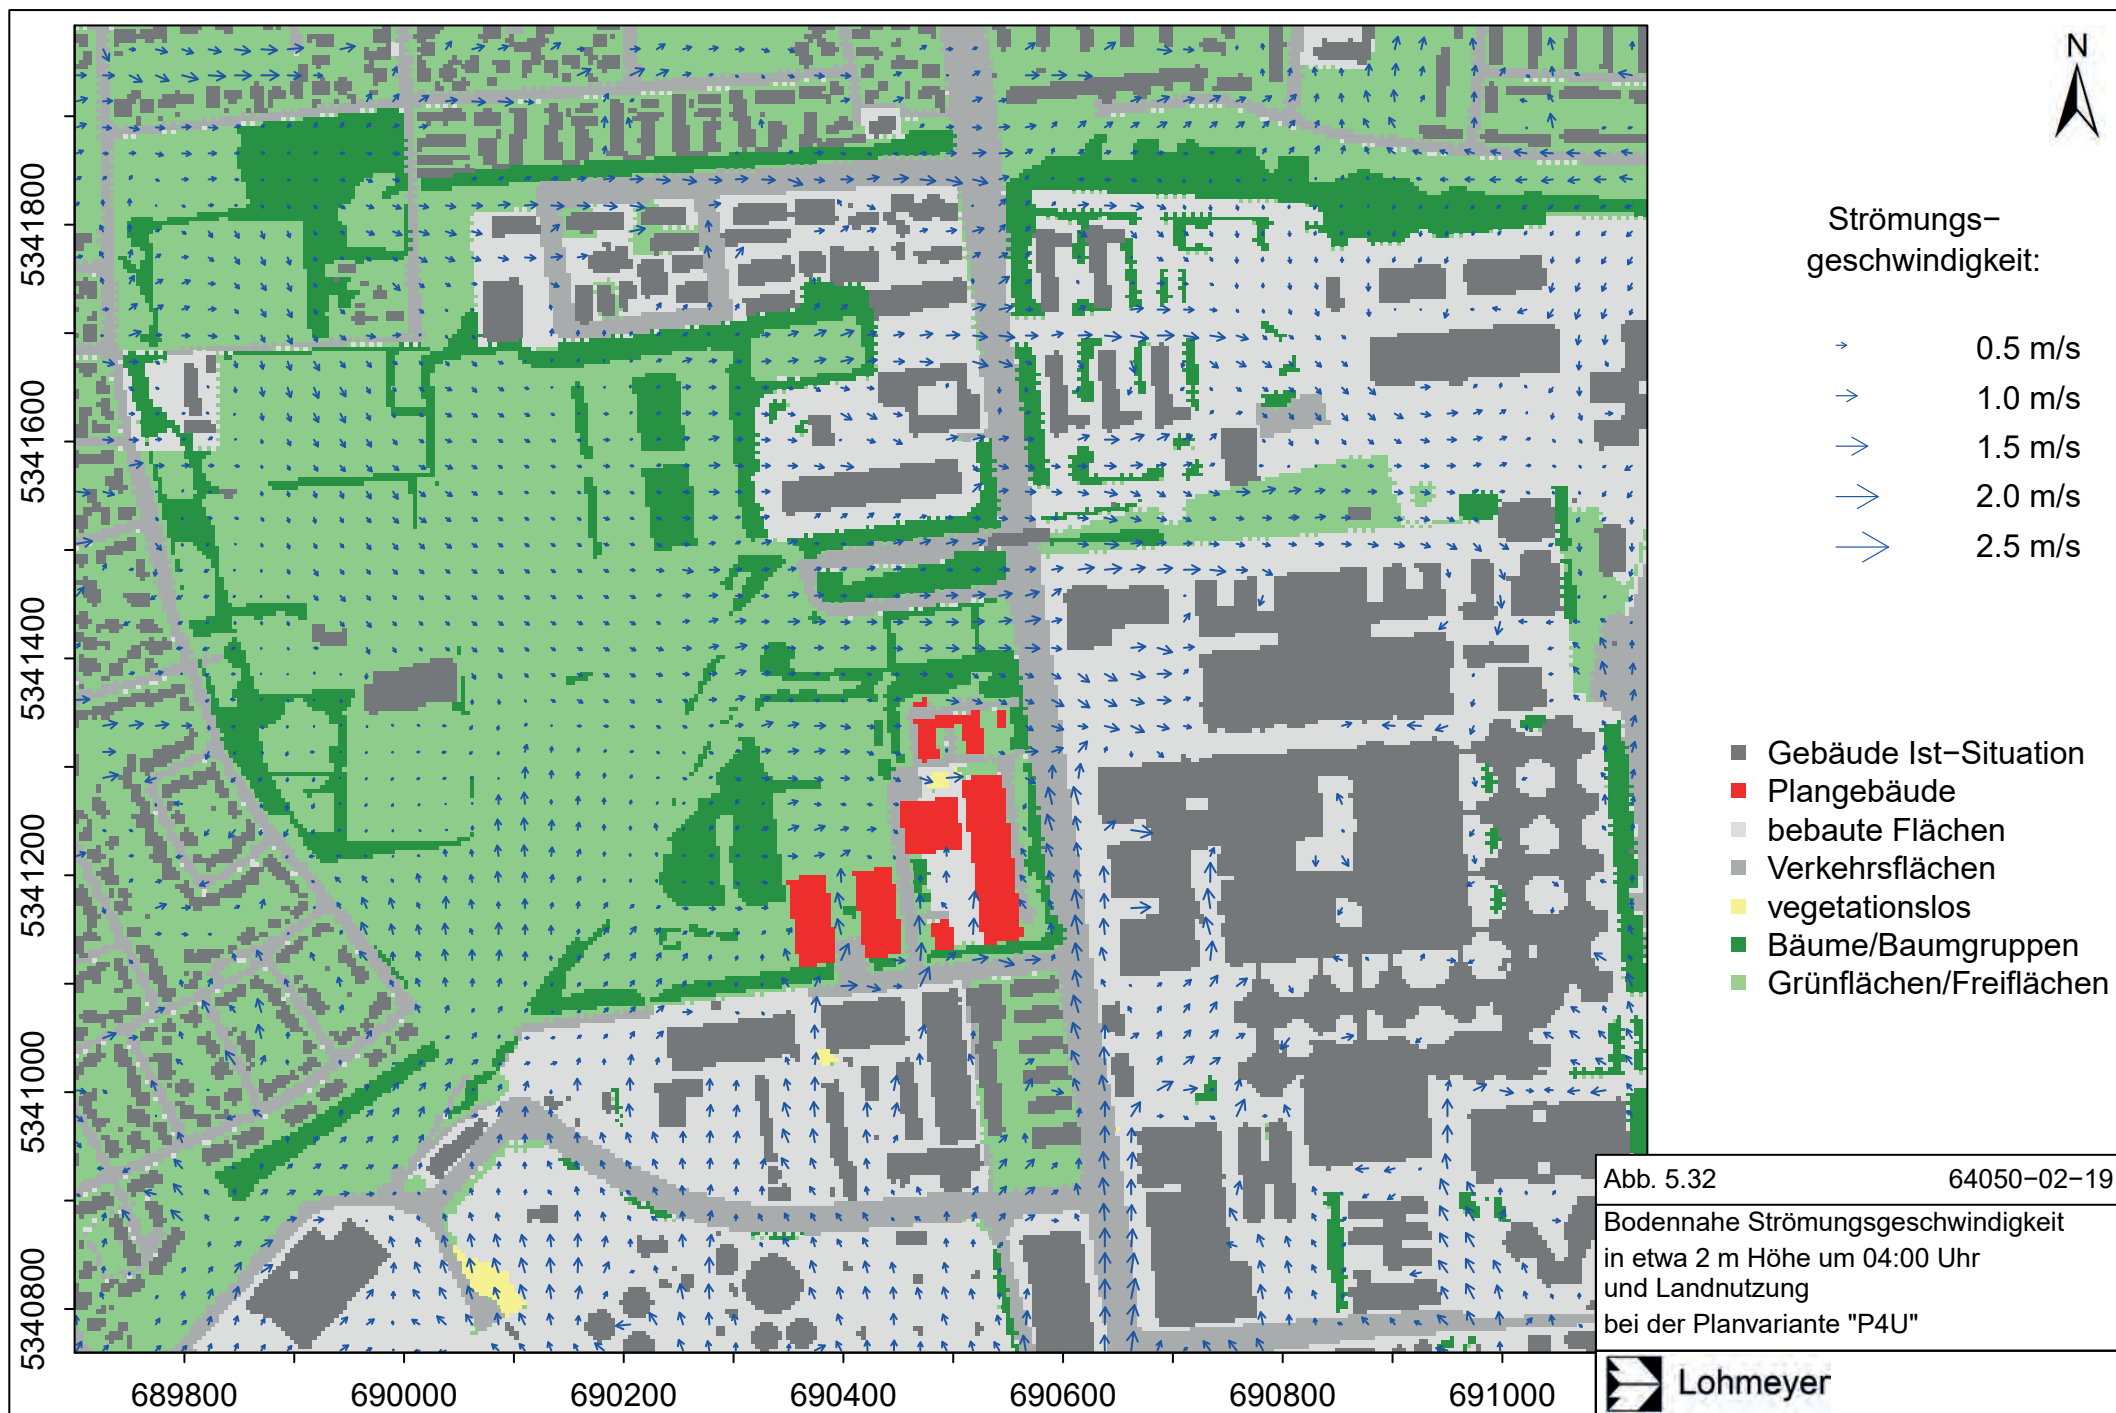 N
Strömungs−
geschwindigkeit:
0.5 m/s
1.0 m/s
1.5 m/s
2.0 m/s
2.5 m/s
Gebäude Ist−Situation
Plangebäude
bebaute Flächen
Verkehrsflächen
vegetationslos
Bäume/Baumgruppen
Grünflächen/Freiflächen
5341800
5341600
5341400
5341200
5341000
5340800
689800
690000
690200
690400
690600
690800
691000
Abb. 5.32 64050−02−19
Bodennahe Strömungsgeschwindigkeit
in etwa 2 m Höhe um 04:00 Uhr
und Landnutzung
bei der Planvariante "P4U"
Lohmeyer